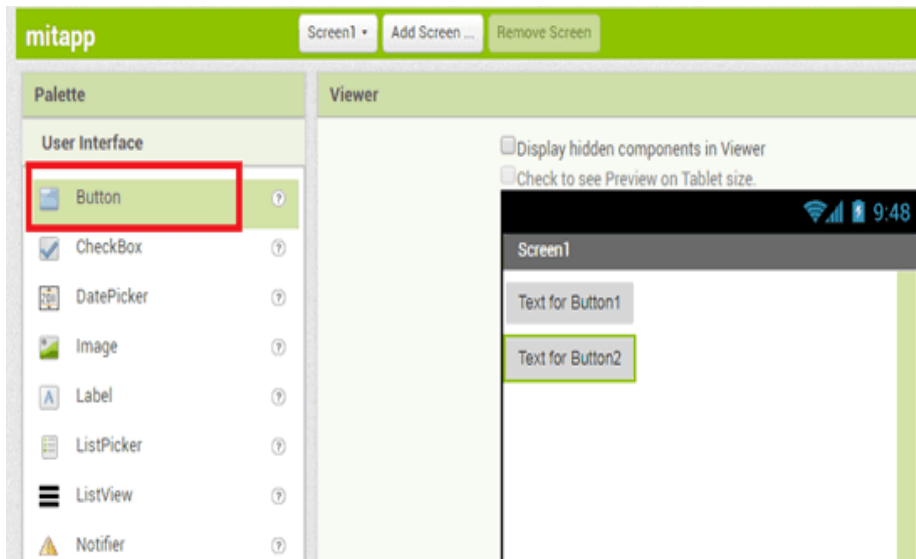 mitapp
Screen1
Add Screen ...
Remove Screen
Palette
Viewer
User Interface
Button
CheckBox
DatePicker
Image
Label
ListPicker
ListView
Notifier
Display hidden components in Viewer
Check to see Preview on Tablet size.
9:48
Screen1
Text for Button1
Text for Button2